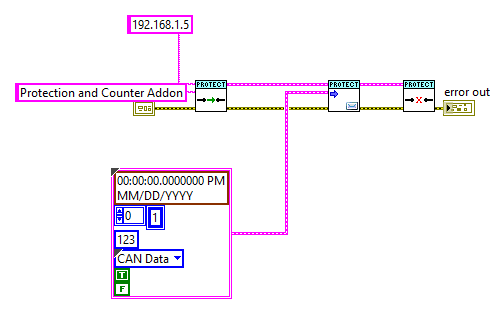 192.168.1.5
Protection and Counter Addon
PROTECT
PROTECT
PROTECT
error out
00:00:00.0000000 PM
MM/DD/YYYY
0
1
123
CAN Data
T
F